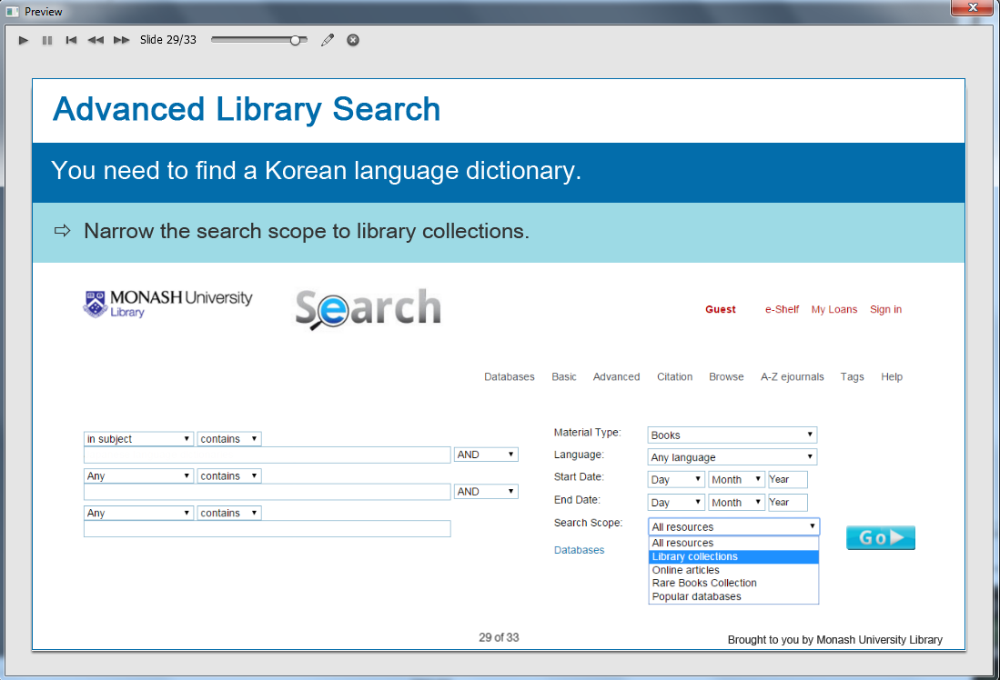 Preview
Slide 29/33
Advanced Library Search
You need to find a Korean language dictionary.
⇨ Narrow the search scope to library collections.
MONASH University
Library
Search
Guest e-Shelf My Loans Sign in
Databases Basic Advanced Citation Browse A-Z ejournals Tags Help
in subject contains
AND
Any contains
AND
Any contains
Material Type: Books
Language: Any language
Start Date: Day Month Year
End Date: Day Month Year
Search Scope: All resources
All resources
Library collections
Online articles
Rare Books Collection
Popular databases
Databases
Go
29 of 33
Brought to you by Monash University Library